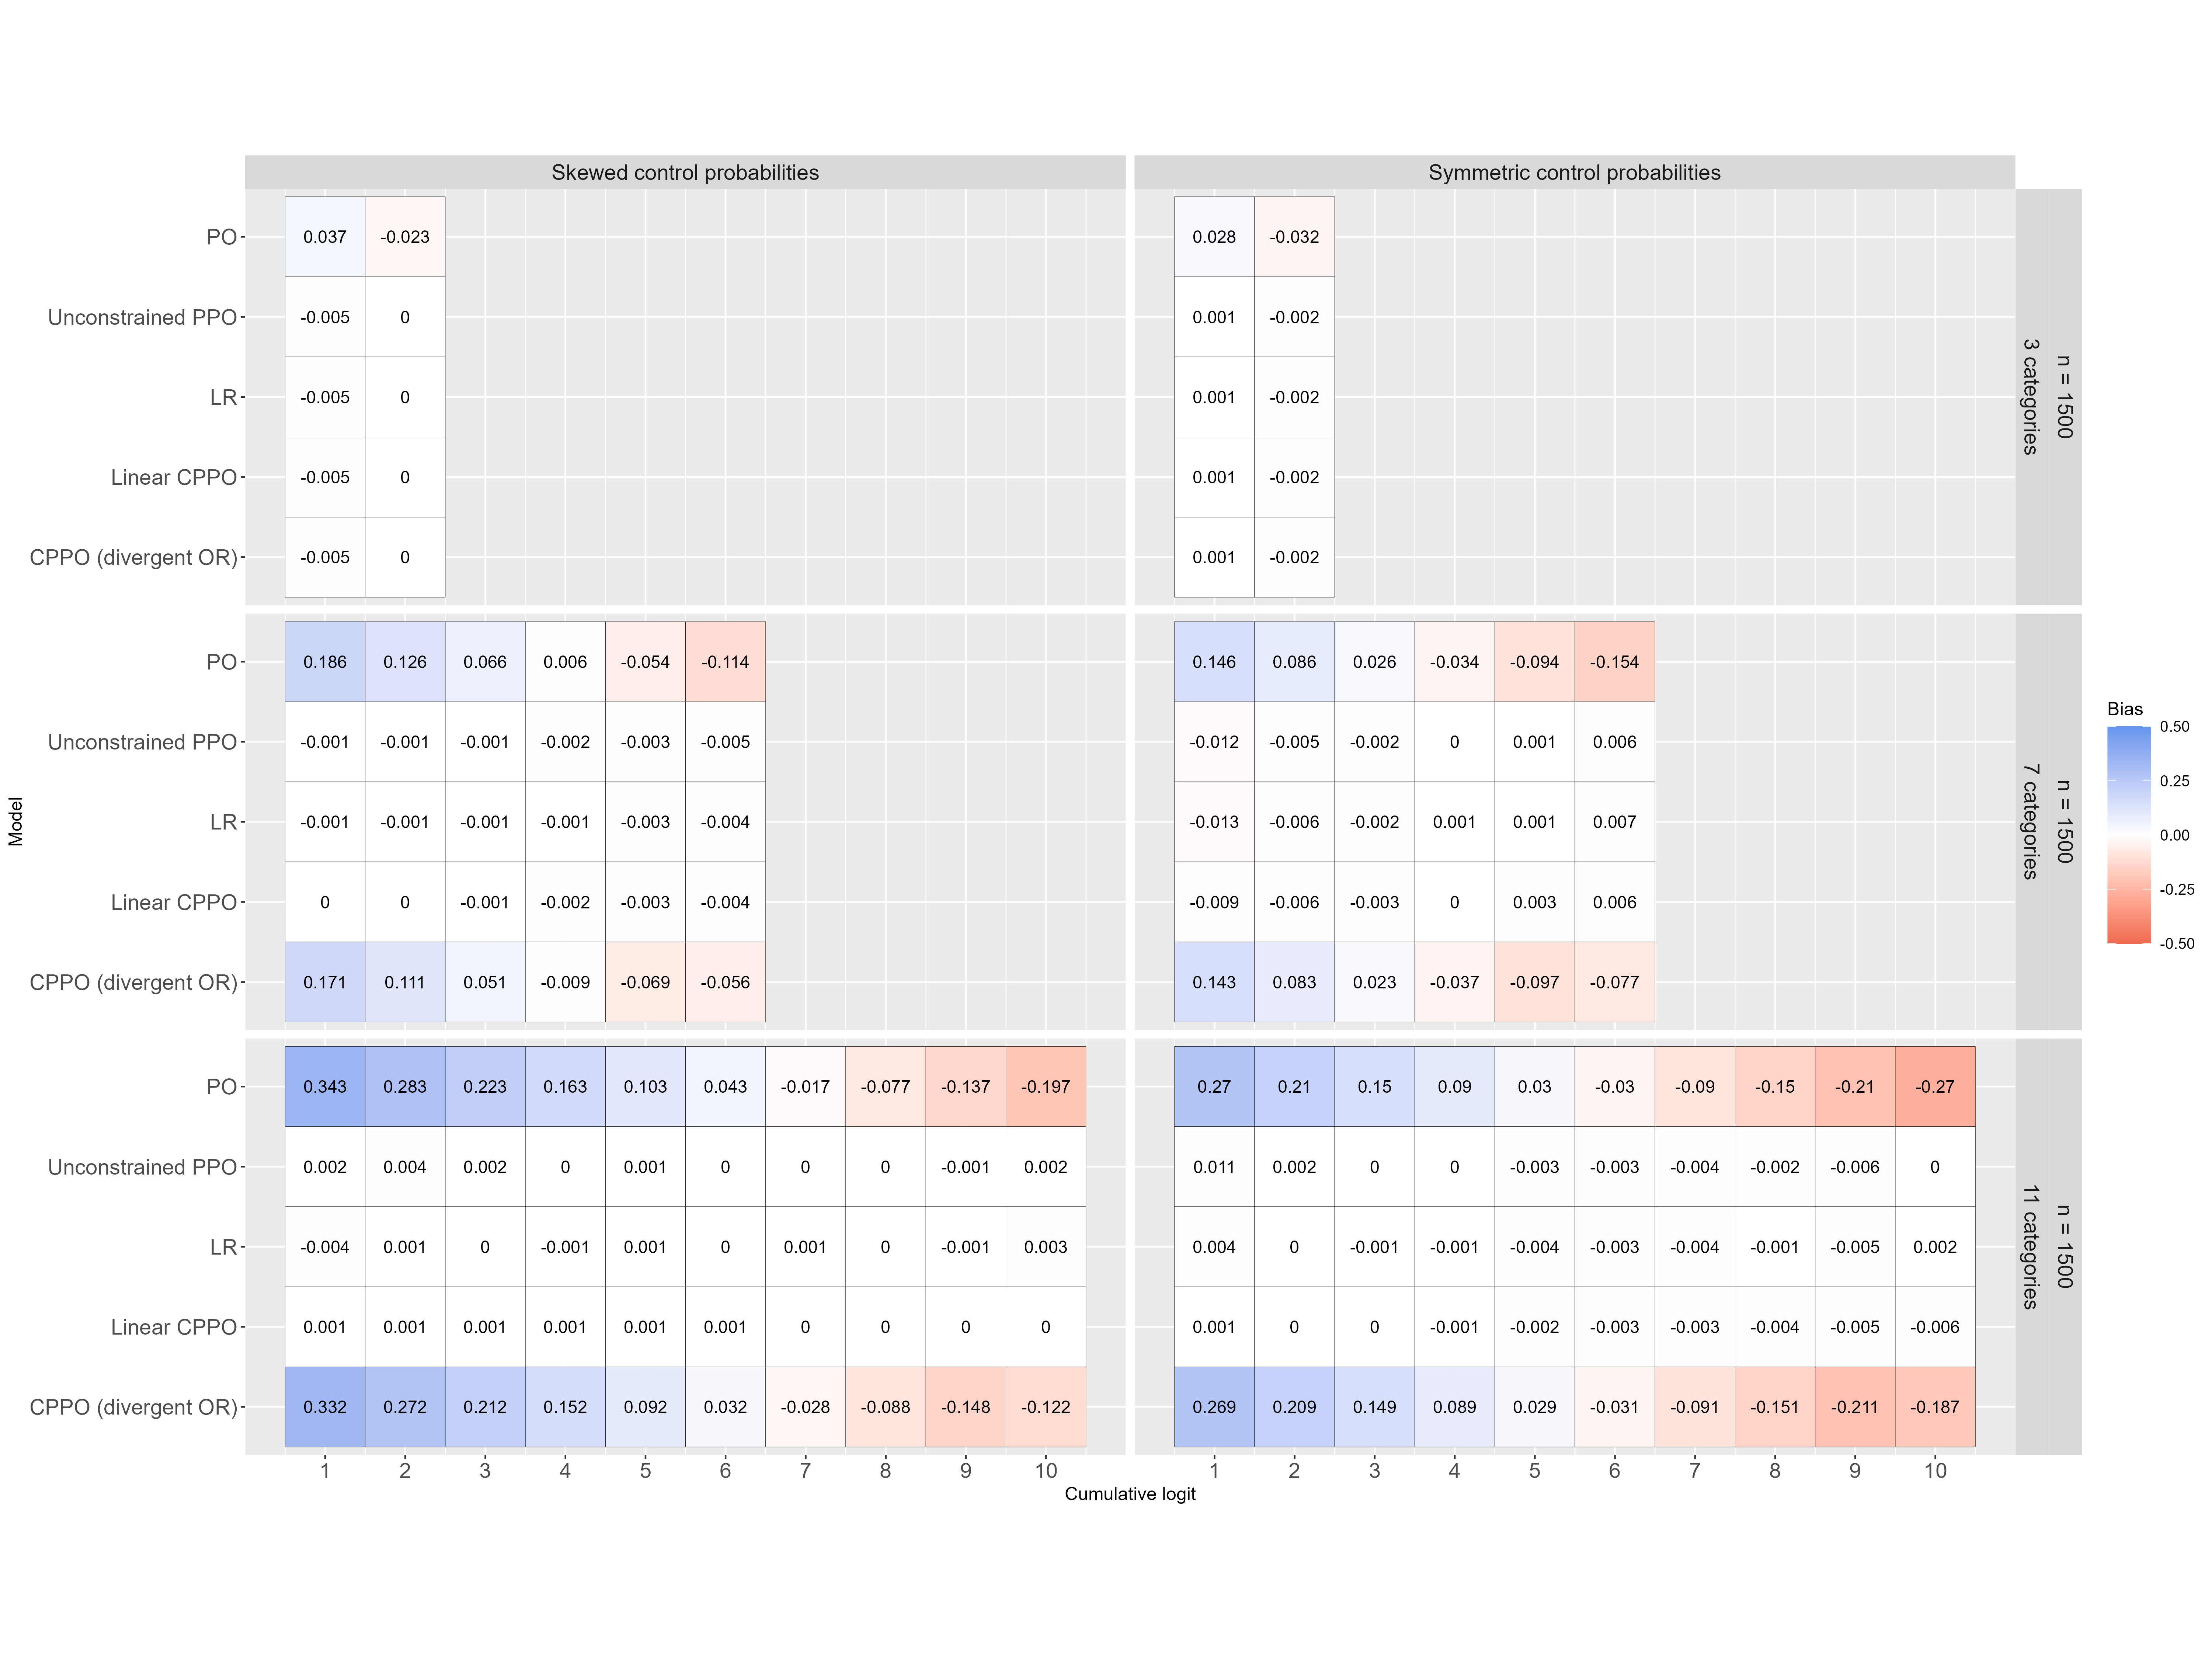 Skewed control probabilities Symmetric control probabilities
PO 0.037 -0.023 0.028 -0.032
Unconstrained PPO -0.005 0 0.001 -0.002
LR -0.005 0 0.001 -0.002
Linear CPPO -0.005 0 0.001 -0.002
CPPO (divergent OR) -0.005 0 0.001 -0.002
n = 1500
3 categories
PO 0.186 0.126 0.066 0.006 -0.054 -0.114 0.146 0.086 0.026 -0.034 -0.094 -0.154
Unconstrained PPO -0.001 -0.001 -0.001 -0.002 -0.003 -0.005 -0.012 -0.005 -0.002 0 0.001 0.006
LR -0.001 -0.001 -0.001 -0.001 -0.003 -0.004 -0.013 -0.006 -0.002 0.001 0.001 0.007
Linear CPPO 0 0 -0.001 -0.002 -0.003 -0.004 -0.009 -0.006 -0.003 0 0.003 0.006
CPPO (divergent OR) 0.171 0.111 0.051 -0.009 -0.069 -0.056 0.143 0.083 0.023 -0.037 -0.097 -0.077
n = 1500
7 categories
PO 0.343 0.283 0.223 0.163 0.103 0.043 -0.017 -0.077 -0.137 -0.197 0.27 0.21 0.15 0.09 0.03 -0.03 -0.09 -0.15 -0.21 -0.27
Unconstrained PPO 0.002 0.004 0.002 0 0.001 0 0 0 -0.001 0.002 0.011 0.002 0 0 -0.003 -0.003 -0.004 -0.002 -0.006 0
LR -0.004 0.001 0 -0.001 0.001 0 0.001 0 -0.001 0.003 0.004 0 -0.001 -0.001 -0.004 -0.003 -0.004 -0.001 -0.005 0.002
Linear CPPO 0.001 0.001 0.001 0.001 0.001 0.001 0 0 0 0 0.001 0 0 -0.001 -0.002 -0.003 -0.003 -0.004 -0.005 -0.006
CPPO (divergent OR) 0.332 0.272 0.212 0.152 0.092 0.032 -0.028 -0.088 -0.148 -0.122 0.269 0.209 0.149 0.089 0.029 -0.031 -0.091 -0.151 -0.211 -0.187
n = 1500
11 categories
1 2 3 4 5 6 7 8 9 10 1 2 3 4 5 6 7 8 9 10
Cumulative logit
Model
Bias
0.50
0.25
0.00
-0.25
-0.50